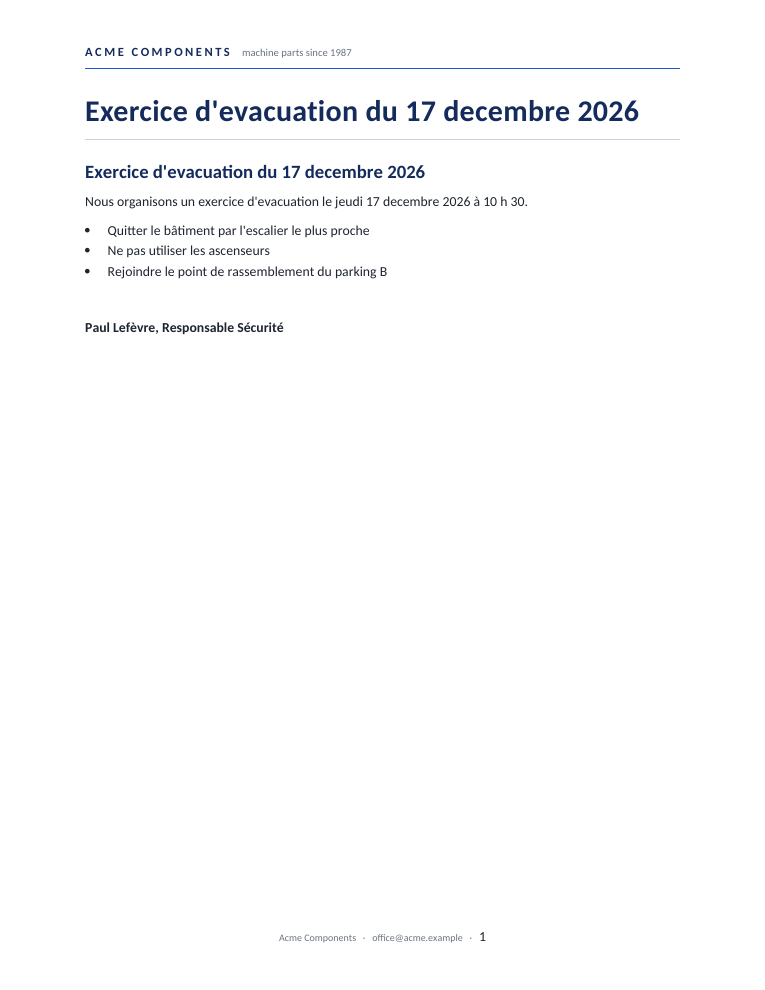 ACME COMPONENTS machine parts since 1987
Exercice d'evacuation du 17 decembre 2026
Exercice d'evacuation du 17 decembre 2026
Nous organisons un exercice d'evacuation le jeudi 17 decembre 2026 à 10 h 30.
• Quitter le bâtiment par l'escalier le plus proche
• Ne pas utiliser les ascenseurs
• Rejoindre le point de rassemblement du parking B
Paul Lefèvre, Responsable Sécurité
Acme Components · office@acme.example · 1